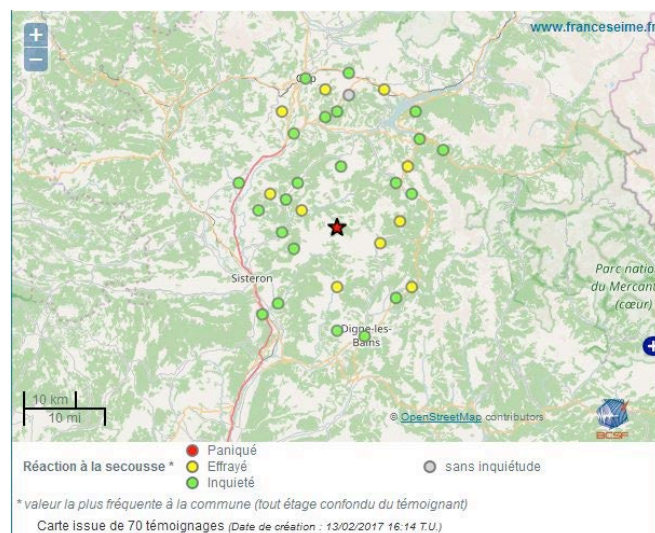 +
www.franceseime.fr
−
Gap
Sisteron
Parc natio
du Mercant
(cœur)
Digne-les-
Bains
+
10 km
10 mi
© OpenStreetMap contributors
BCSF
Réaction à la secousse *
Paniqué
Effrayé
Inquieté
sans inquiétude
* valeur la plus fréquente à la commune (tout étage confondu du témoignant)
Carte issue de 70 témoignages (Date de création : 13/02/2017 16:14 T.U.)